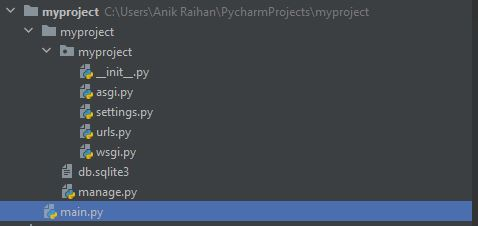 myproject C:\Users\Anik Raihan\PycharmProjects\myproject
myproject
myproject
__init__.py
asgi.py
settings.py
urls.py
wsgi.py
db.sqlite3
manage.py
main.py